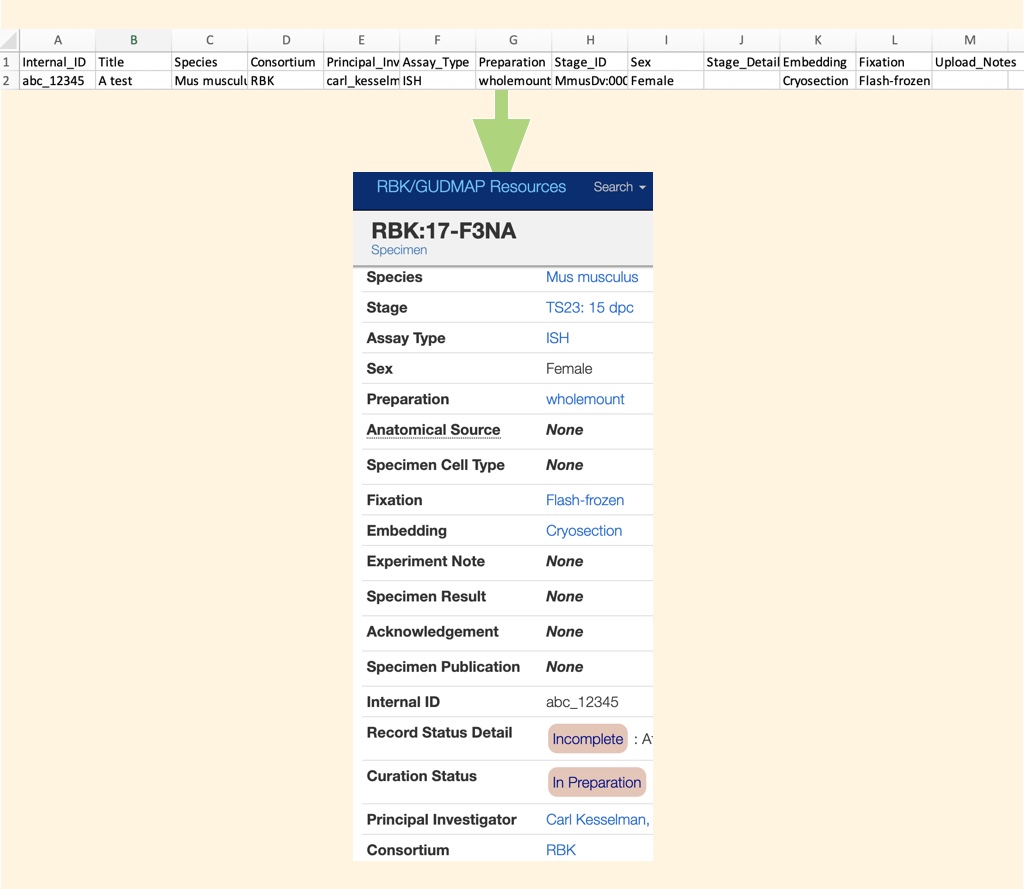 A B C D E F G H I J K L M
1 Internal_ID Title Species Consortium Principal_Inv Assay_Type Preparation Stage_ID Sex Stage_Detail Embedding Fixation Upload_Notes
2 abc_12345 A test Mus muscul RBK carl_kesselm ISH wholemount MmusDv:000 Female Cryosection Flash-frozen
RBK/GUDMAP Resources Search
RBK:17-F3NA
Specimen
Species Mus musculus
Stage TS23: 15 dpc
Assay Type ISH
Sex Female
Preparation wholemount
Anatomical Source None
Specimen Cell Type None
Fixation Flash-frozen
Embedding Cryosection
Experiment Note None
Specimen Result None
Acknowledgement None
Specimen Publication None
Internal ID abc_12345
Record Status Detail Incomplete :
Curation Status In Preparation
Principal Investigator Carl Kesselman,
Consortium RBK